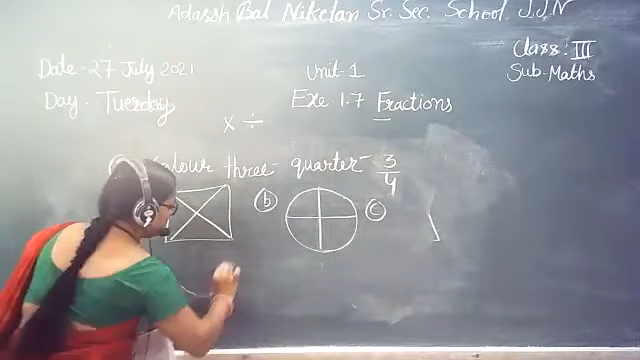 Adarsh Bal Niketan Sr. Sec. School, JJN
Class: III
Date - 27 July 2021
Unit-1
Sub-Maths
Day. Tuesday
Exe. 1.7 Fractions
× ÷
three-quarter- 3/4
(b)
(c)